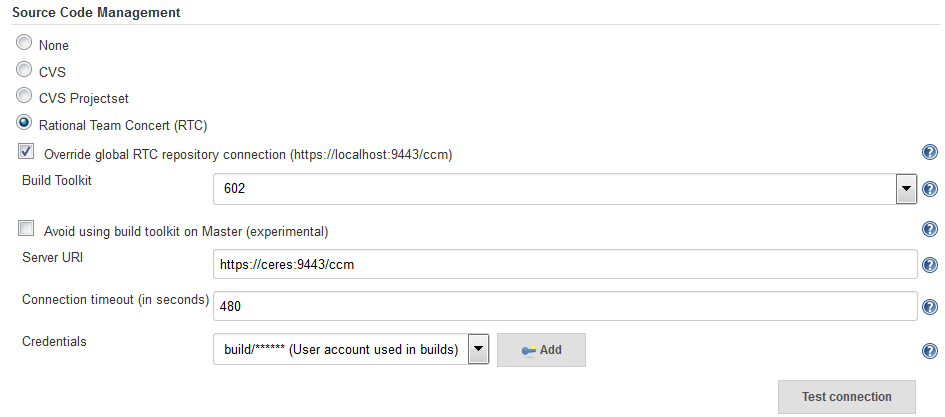 Source Code Management
None
CVS
CVS Projectset
Rational Team Concert (RTC)
Override global RTC repository connection (https://localhost:9443/ccm)
Build Toolkit
602
Avoid using build toolkit on Master (experimental)
Server URI
https://ceres:9443/ccm
Connection timeout (in seconds)
480
Credentials
build/****** (User account used in builds)
Add
Test connection